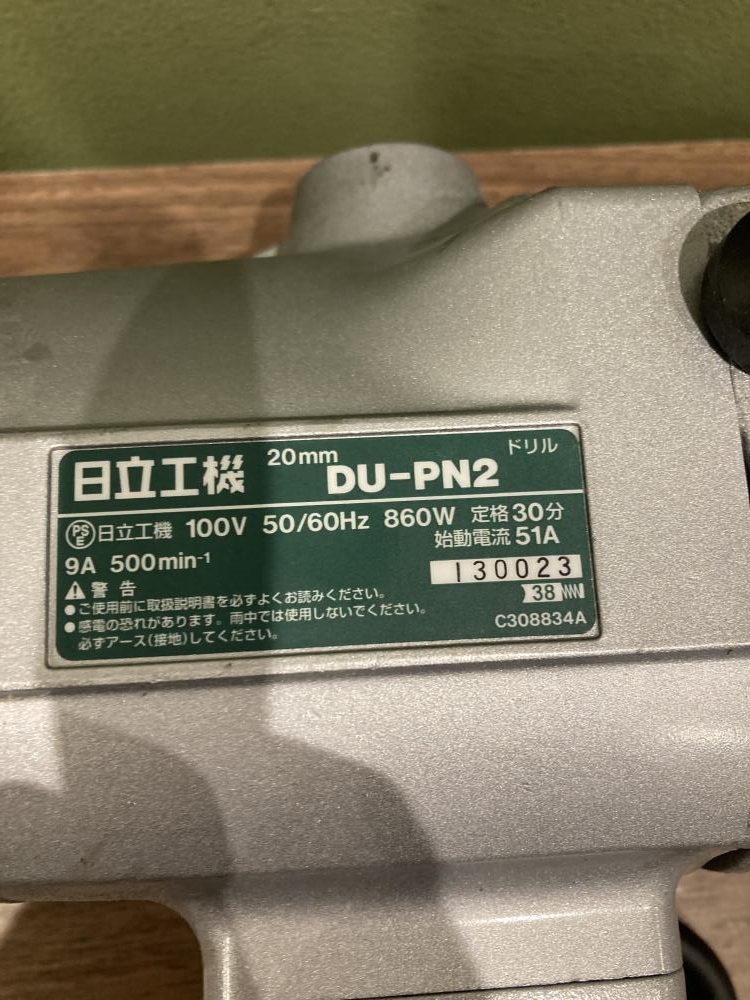 日立工機 20mm DU-PN2 ドリル
PSE 日立工機 100V 50/60Hz 860W 定格30分
9A 500min-1 始動電流51A
130023
警告
38
●ご使用前に取扱説明書を必ずよくお読みください。
●感電の恐れがあります。雨中では使用しないでください。
必ずアース(接地)してください。
C308834A